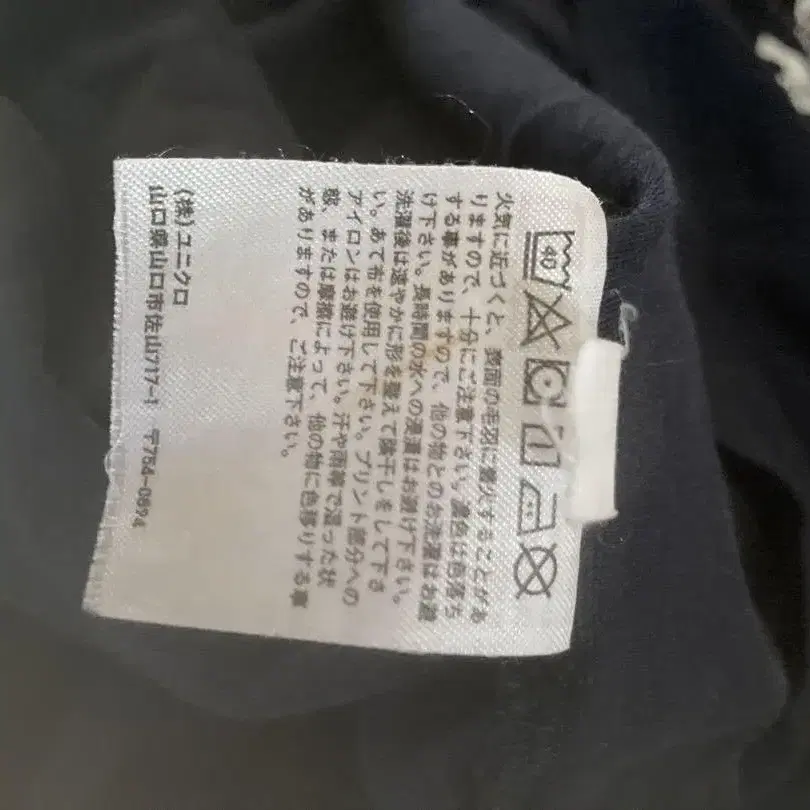 40
火気に近づくと、表面の毛羽に着火することがあ
りますので、十分にご注意下さい。濃色は色落ち
する事がありますので、他の物とのお洗濯はお避
け下さい。長時間の水への浸漬はお避け下さい。
洗濯後は速やかに形を整えて陰干しをして下さ
い。あて布を使用して下さい。プリント部分への
アイロンはお避け下さい。汗や雨等で湿った状
態、または摩擦によって、他の物に色移りする事
がありますので、ご注意下さい。
(株)ユニクロ
山口県山口市佐山717-1 〒754-0894